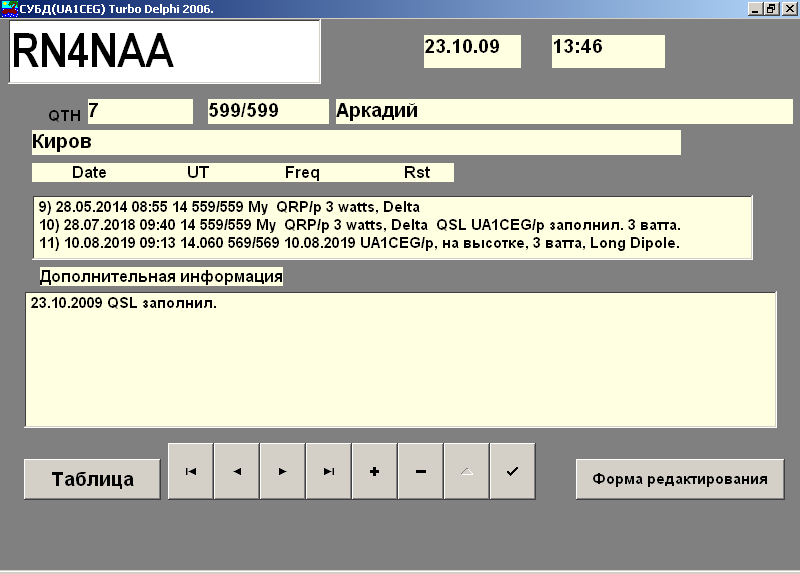 СУБД(UA1CEG) Turbo Delphi 2006.
RN4NAA
23.10.09 13:46
QTH 7 599/599 Аркадий
Киров
Date UT Freq Rst
9) 28.05.2014 08:55 14 559/559 My QRP/p 3 watts, Delta
10) 28.07.2018 09:40 14 559/559 My QRP/p 3 watts, Delta QSL UA1CEG/p заполнил. 3 ватта.
11) 10.08.2019 09:13 14.060 569/569 10.08.2019 UA1CEG/p, на высотке, 3 ватта, Long Dipole.
Дополнительная информация
23.10.2009 QSL заполнил.
Таблица
Форма редактирования